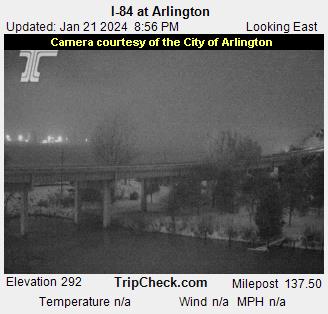 I-84 at Arlington
Updated: Jan 21 2024 8:56 PM Looking East
Camera courtesy of the City of Arlington
Elevation 292 TripCheck.com Milepost 137.50
Temperature n/a Wind n/a MPH n/a